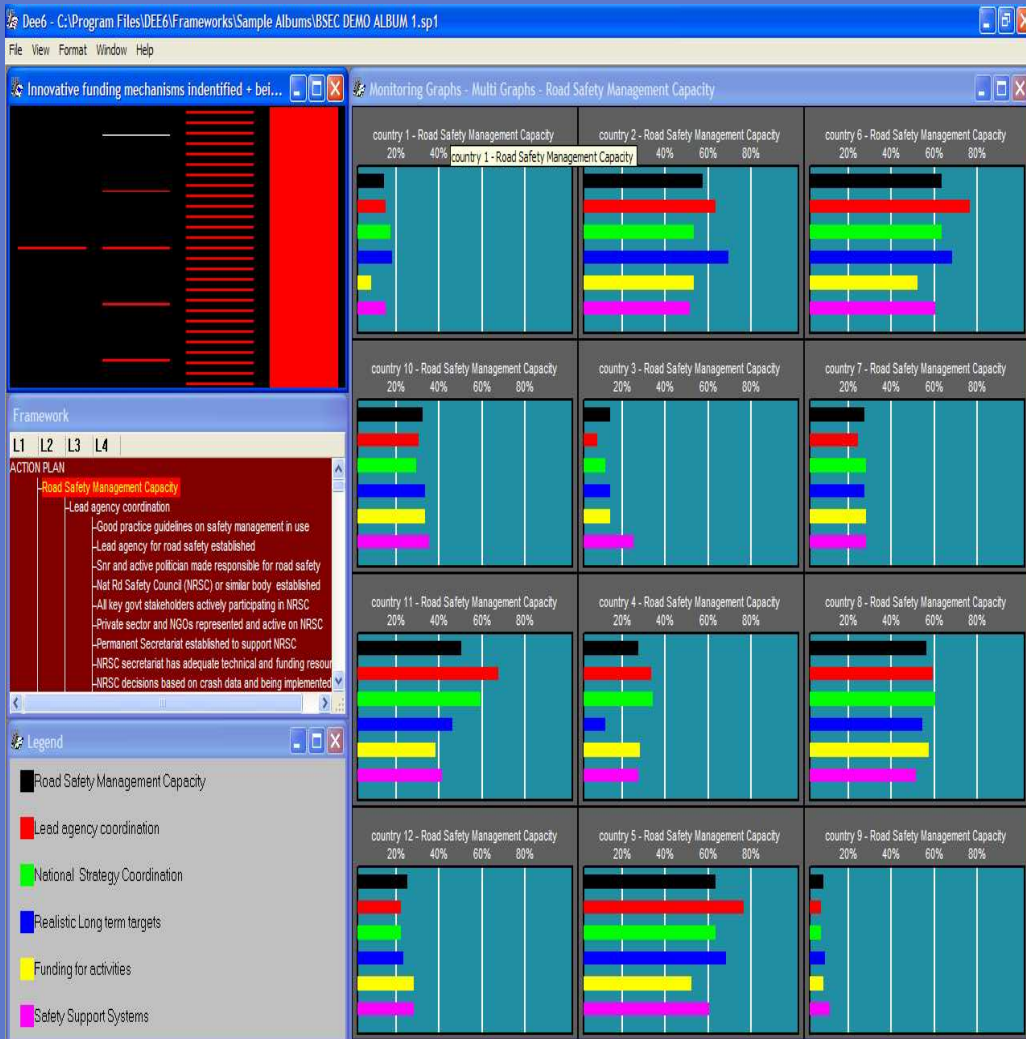 Dee6 - C:\Program Files\DEE6\Frameworks\Sample Albums\BSEC DEMO ALBUM 1.sp1
File View Format Window Help
Innovative funding mechanisms indentified + bei...
Framework
L1 L2 L3 L4
ACTION PLAN
Road Safety Management Capacity
Lead agency coordination
Good practice guidelines on safety management in use
Lead agency for road safety established
Snr and active politician made responsible for road safety
Nat Rd Safety Council (NRSC) or similar body established
All key govt stakeholders actively participating in NRSC
Private sector and NGOs represented and active on NRSC
Permanent Secretariat established to support NRSC
NRSC secretariat has adequate technical and funding resour
NRSC decisions based on crash data and being implemented
Legend
Road Safety Management Capacity
Lead agency coordination
National Strategy Coordination
Realistic Long term targets
Funding for activities
Safety Support Systems
Monitoring Graphs - Multi Graphs - Road Safety Management Capacity
country 1 - Road Safety Management Capacity
20% 40%
country 1 - Road Safety Management Capacity
country 2 - Road Safety Management Capacity
40% 60% 80%
country 6 - Road Safety Management Capacity
20% 40% 60% 80%
country 10 - Road Safety Management Capacity
20% 40% 60% 80%
country 3 - Road Safety Management Capacity
20% 40% 60% 80%
country 7 - Road Safety Management Capacity
20% 40% 60% 80%
country 11 - Road Safety Management Capacity
20% 40% 60% 80%
country 4 - Road Safety Management Capacity
20% 40% 60% 80%
country 8 - Road Safety Management Capacity
20% 40% 60% 80%
country 12 - Road Safety Management Capacity
20% 40% 60% 80%
country 5 - Road Safety Management Capacity
20% 40% 60% 80%
country 9 - Road Safety Management Capacity
20% 40% 60% 80%